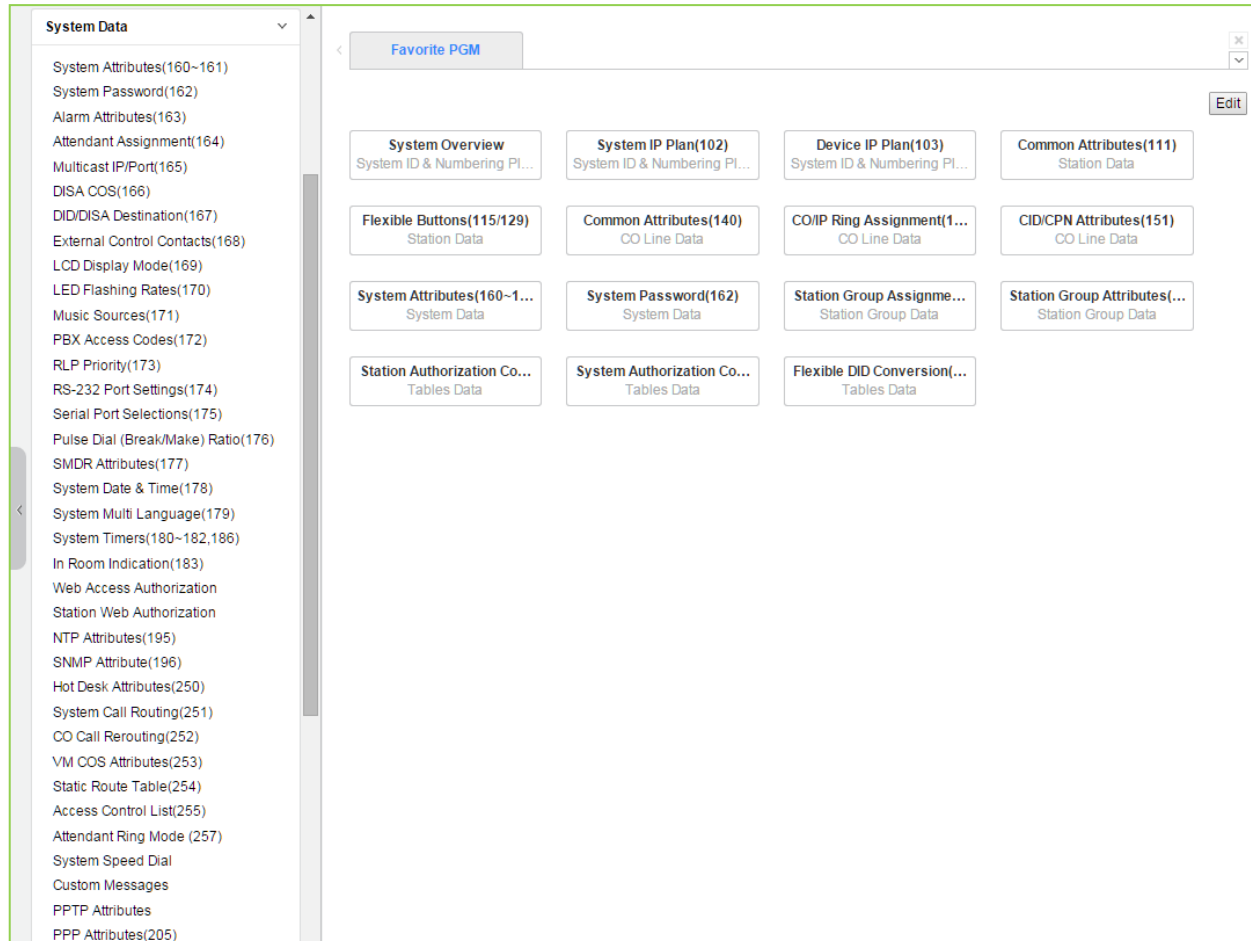 System Data
System Attributes(160~161)
System Password(162)
Alarm Attributes(163)
Attendant Assignment(164)
Multicast IP/Port(165)
DISA COS(166)
DID/DISA Destination(167)
External Control Contacts(168)
LCD Display Mode(169)
LED Flashing Rates(170)
Music Sources(171)
PBX Access Codes(172)
RLP Priority(173)
RS-232 Port Settings(174)
Serial Port Selections(175)
Pulse Dial (Break/Make) Ratio(176)
SMDR Attributes(177)
System Date & Time(178)
System Multi Language(179)
System Timers(180~182,186)
In Room Indication(183)
Web Access Authorization
Station Web Authorization
NTP Attributes(195)
SNMP Attribute(196)
Hot Desk Attributes(250)
System Call Routing(251)
CO Call Rerouting(252)
VM COS Attributes(253)
Static Route Table(254)
Access Control List(255)
Attendant Ring Mode (257)
System Speed Dial
Custom Messages
PPTP Attributes
PPP Attributes(205)
Favorite PGM
Edit
System Overview
System ID & Numbering Pl...
System IP Plan(102)
System ID & Numbering Pl...
Device IP Plan(103)
System ID & Numbering Pl...
Common Attributes(111)
Station Data
Flexible Buttons(115/129)
Station Data
Common Attributes(140)
CO Line Data
CO/IP Ring Assignment(1...
CO Line Data
CID/CPN Attributes(151)
CO Line Data
System Attributes(160~1...
System Data
System Password(162)
System Data
Station Group Assignme...
Station Group Data
Station Group Attributes(...
Station Group Data
Station Authorization Co...
Tables Data
System Authorization Co...
Tables Data
Flexible DID Conversion(...
Tables Data